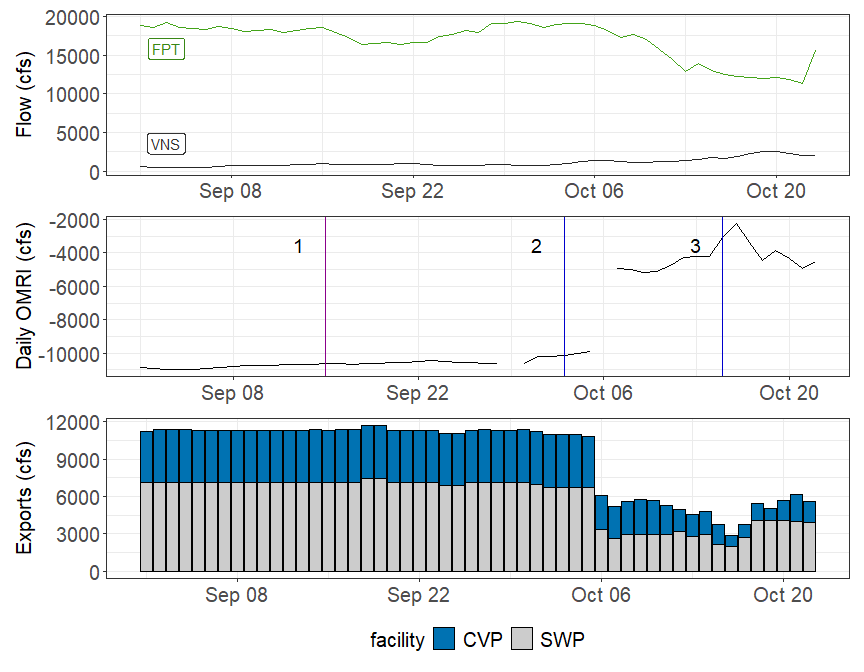 Flow (cfs)
20000
15000
10000
5000
0
FPT
VNS
Sep 08 Sep 22 Oct 06 Oct 20
Daily OMRI (cfs)
-2000
-4000
-6000
-8000
-10000
1 2 3
Sep 08 Sep 22 Oct 06 Oct 20
Exports (cfs)
12000
9000
6000
3000
0
Sep 08 Sep 22 Oct 06 Oct 20
facility CVP SWP